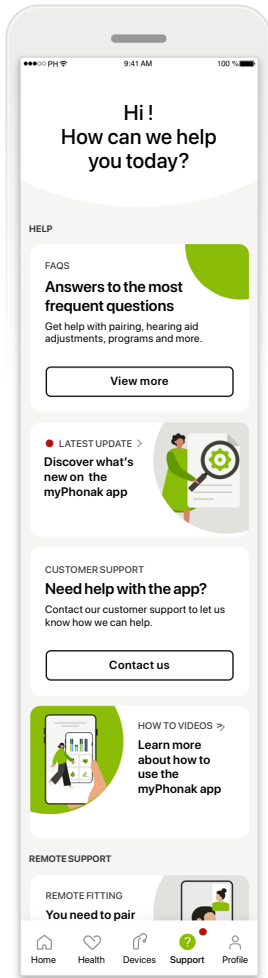 PH 9:41 AM 100 %
Hi !
How can we help
you today?
HELP
FAQS
Answers to the most
frequent questions
Get help with pairing, hearing aid
adjustments, programs and more.
View more
LATEST UPDATE >
Discover what's
new on the
myPhonak app
CUSTOMER SUPPORT
Need help with the app?
Contact our customer support to let us
know how we can help.
Contact us
HOW TO VIDEOS
Learn more
about how to
use the
myPhonak app
REMOTE SUPPORT
REMOTE FITTING
You need to pair
?
Home Health Devices Support Profile